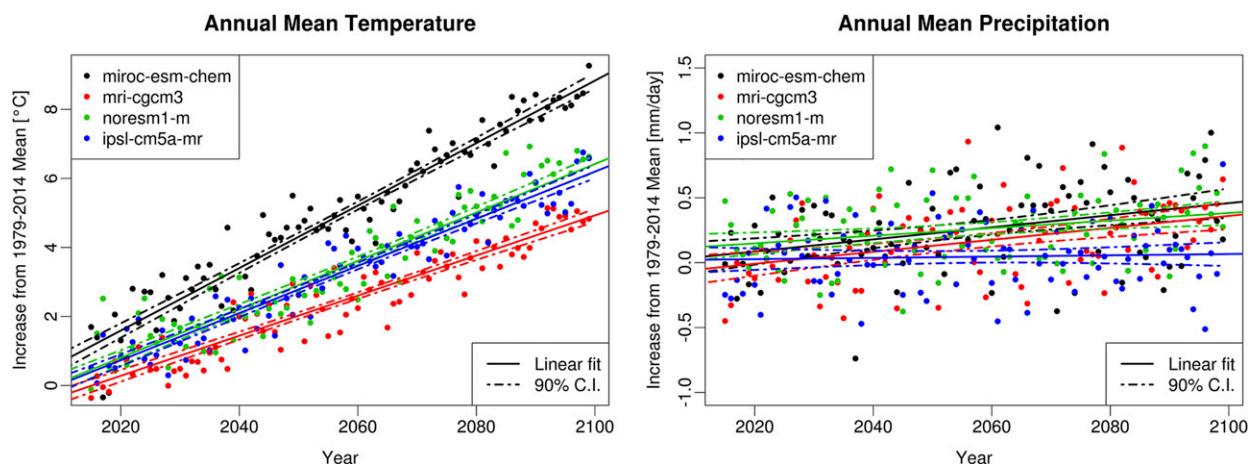 Annual Mean Temperature
Increase from 1979-2014 Mean [°C]
8
6
4
2
0
miroc-esm-chem
mri-cgcm3
noresm1-m
ipsl-cm5a-mr
Linear fit
90% C.I.
2020 2040 2060 2080 2100
Year
Annual Mean Precipitation
Increase from 1979-2014 Mean [mm/day]
1.5
1.0
0.5
0.0
-0.5
-1.0
miroc-esm-chem
mri-cgcm3
noresm1-m
ipsl-cm5a-mr
Linear fit
90% C.I.
2020 2040 2060 2080 2100
Year